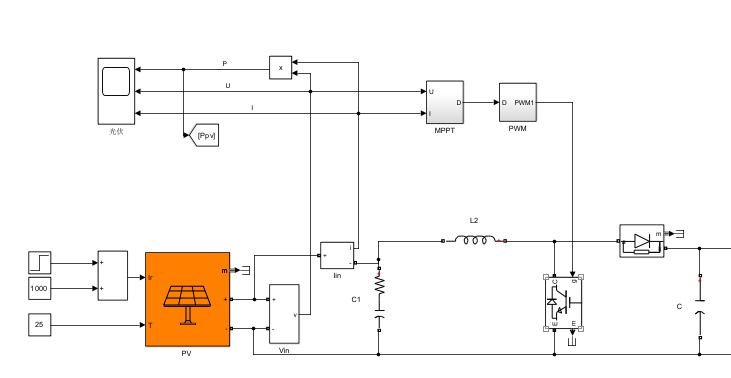 P
x
U
I
光伏
[Ppv]
U
I
D
MPPT
D
PWM1
PWM
L2
i
+
-
Iin
m
1000
25
+
+
Ir
T
m
+
-
PV
+
-
v
Vin
C1
C
g
E
m
m
C